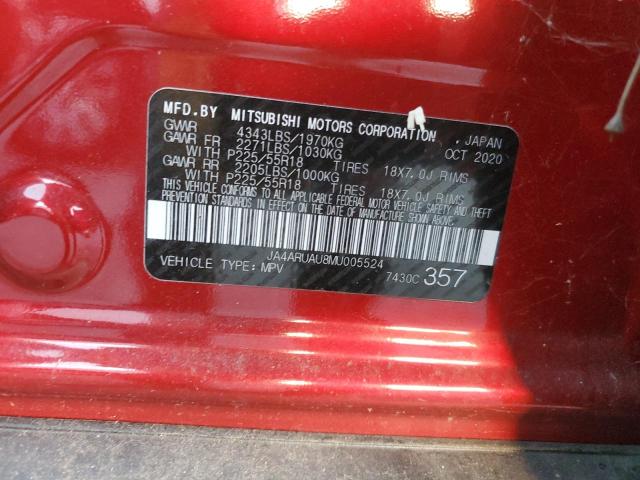 MFD.BY MITSUBISHI MOTORS CORPORATION, JAPAN
GVWR 4343LBS/1970KG OCT 2020
GAWR FR 2271LBS/1030KG
WITH P225/55R18 TIRES 18X7.0J RIMS
GAWR RR 2205LBS/1000KG
WITH P225/55R18 TIRES 18X7.0J RIMS
THIS VEHICLE CONFORMS TO ALL APPLICABLE FEDERAL MOTOR VEHICLE SAFETY AND THEFT
PREVENTION STANDARDS IN EFFECT ON THE DATE OF MANUFACTURE SHOWN ABOVE.
JA4ARUAU8MU005524
VEHICLE TYPE:MPV 7430C 357